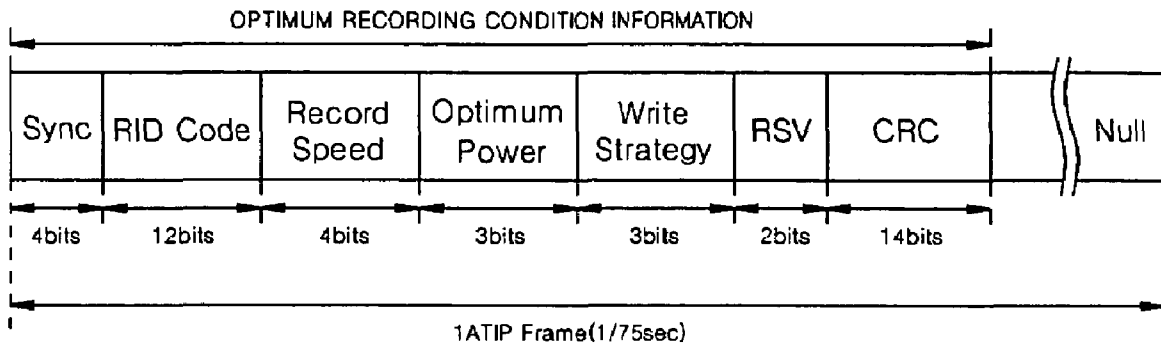 OPTIMUM RECORDING CONDITION INFORMATION
Sync RID Code Record Speed Optimum Power Write Strategy RSV CRC Null
4bits 12bits 4bits 3bits 3bits 2bits 14bits
1ATIP Frame(1/75sec)